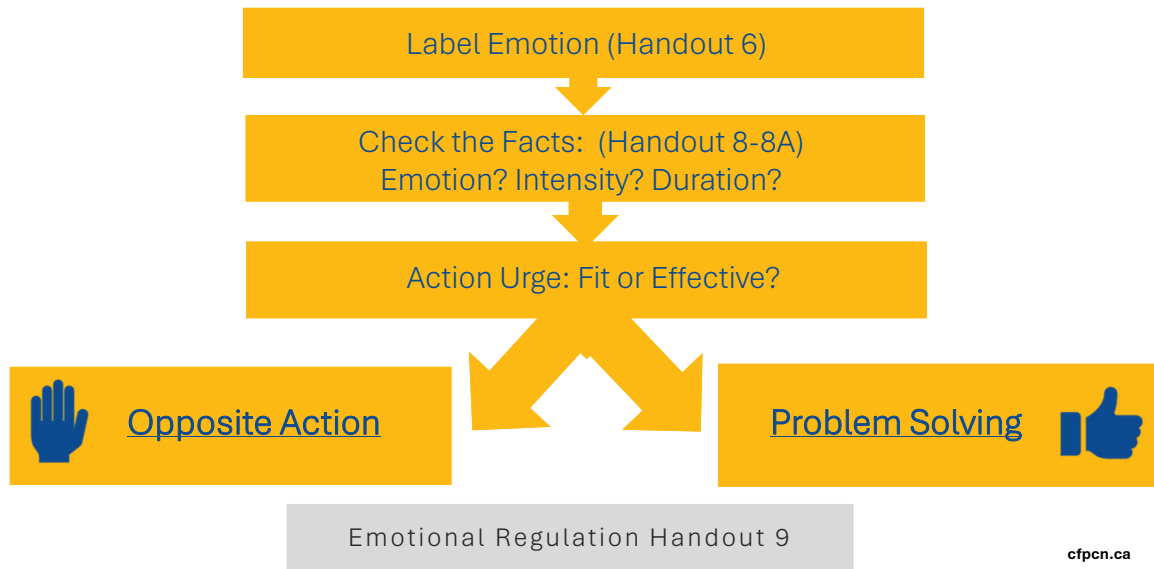 Label Emotion (Handout 6)
Check the Facts:  (Handout 8-8A)
Emotion? Intensity? Duration?
Action Urge: Fit or Effective?
Opposite Action
Problem Solving
Emotional Regulation Handout 9
cfpcn.ca